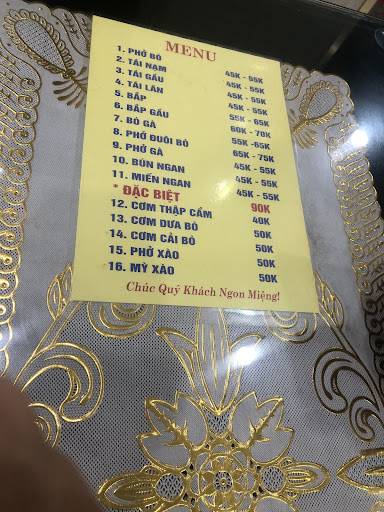 MENU
1. PHỞ BÒ 45K - 55K
2. TÁI NẠM 45K - 55K
3. TÁI GẦU 45K - 55K
4. TÁI LĂN 45K - 55K
5. BẮP 55K - 65K
6. BẮP GẦU 60K - 70K
7. BÒ GÀ 55K -65K
8. PHỞ ĐUÔI BÒ 65K - 75K
9. PHỞ GÀ 45K - 55K
10. BÚN NGAN 45K - 55K
11. MIẾN NGAN 45K - 55K
* ĐẶC BIỆT 90K
12. CƠM THẬP CẨM 40K
13. CƠM DƯA BÒ 50K
14. CƠM CẢI BÒ 50K
15. PHỞ XÀO 50K
16. MỲ XÀO 50K
Chúc Quý Khách Ngon Miệng!